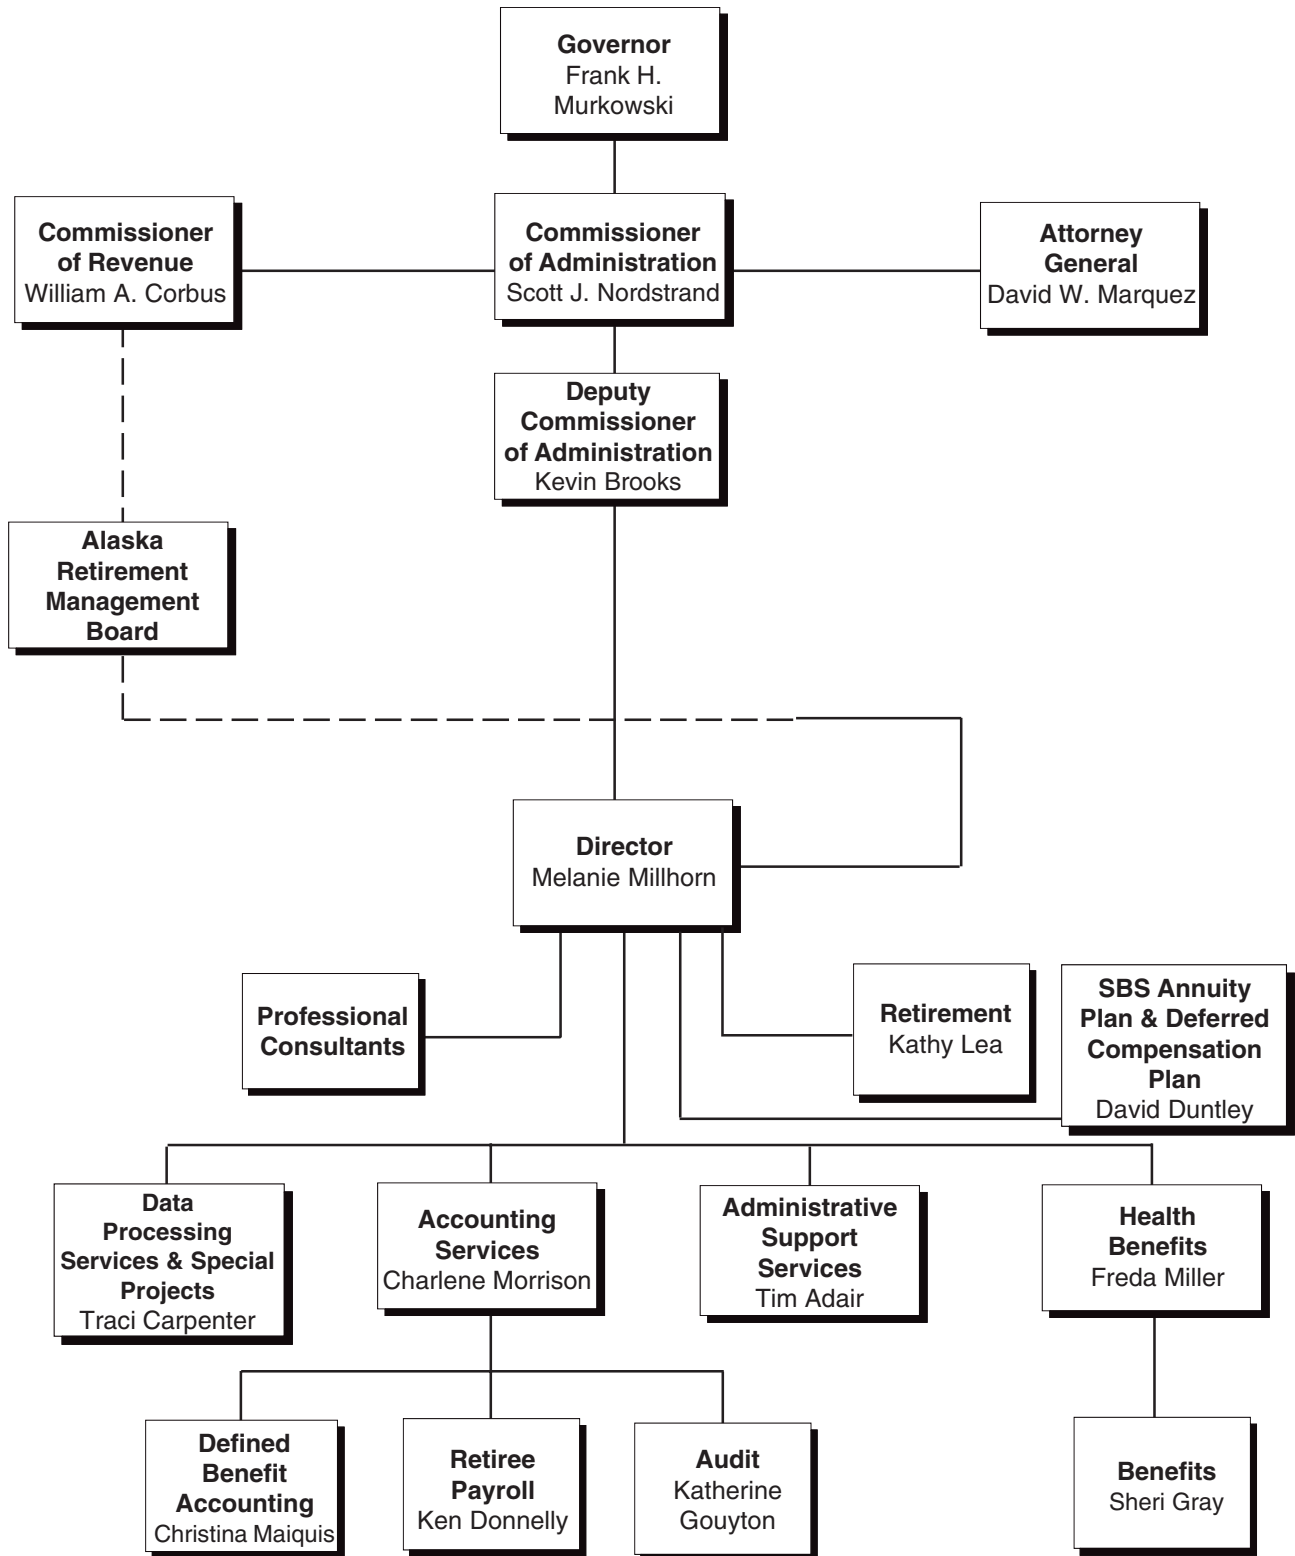 Governor
Frank H.
Murkowski
Commissioner
of Revenue
William A. Corbus
Commissioner
of Administration
Scott J. Nordstrand
Attorney
General
David W. Marquez
Deputy
Commissioner
of Administration
Kevin Brooks
Alaska
Retirement
Management
Board
Director
Melanie Millhorn
Professional
Consultants
Retirement
Kathy Lea
SBS Annuity
Plan & Deferred
Compensation
Plan
David Duntley
Data
Processing
Services & Special
Projects
Traci Carpenter
Accounting
Services
Charlene Morrison
Administrative
Support
Services
Tim Adair
Health
Benefits
Freda Miller
Defined
Benefit
Accounting
Christina Maiquis
Retiree
Payroll
Ken Donnelly
Audit
Katherine
Gouyton
Benefits
Sheri Gray